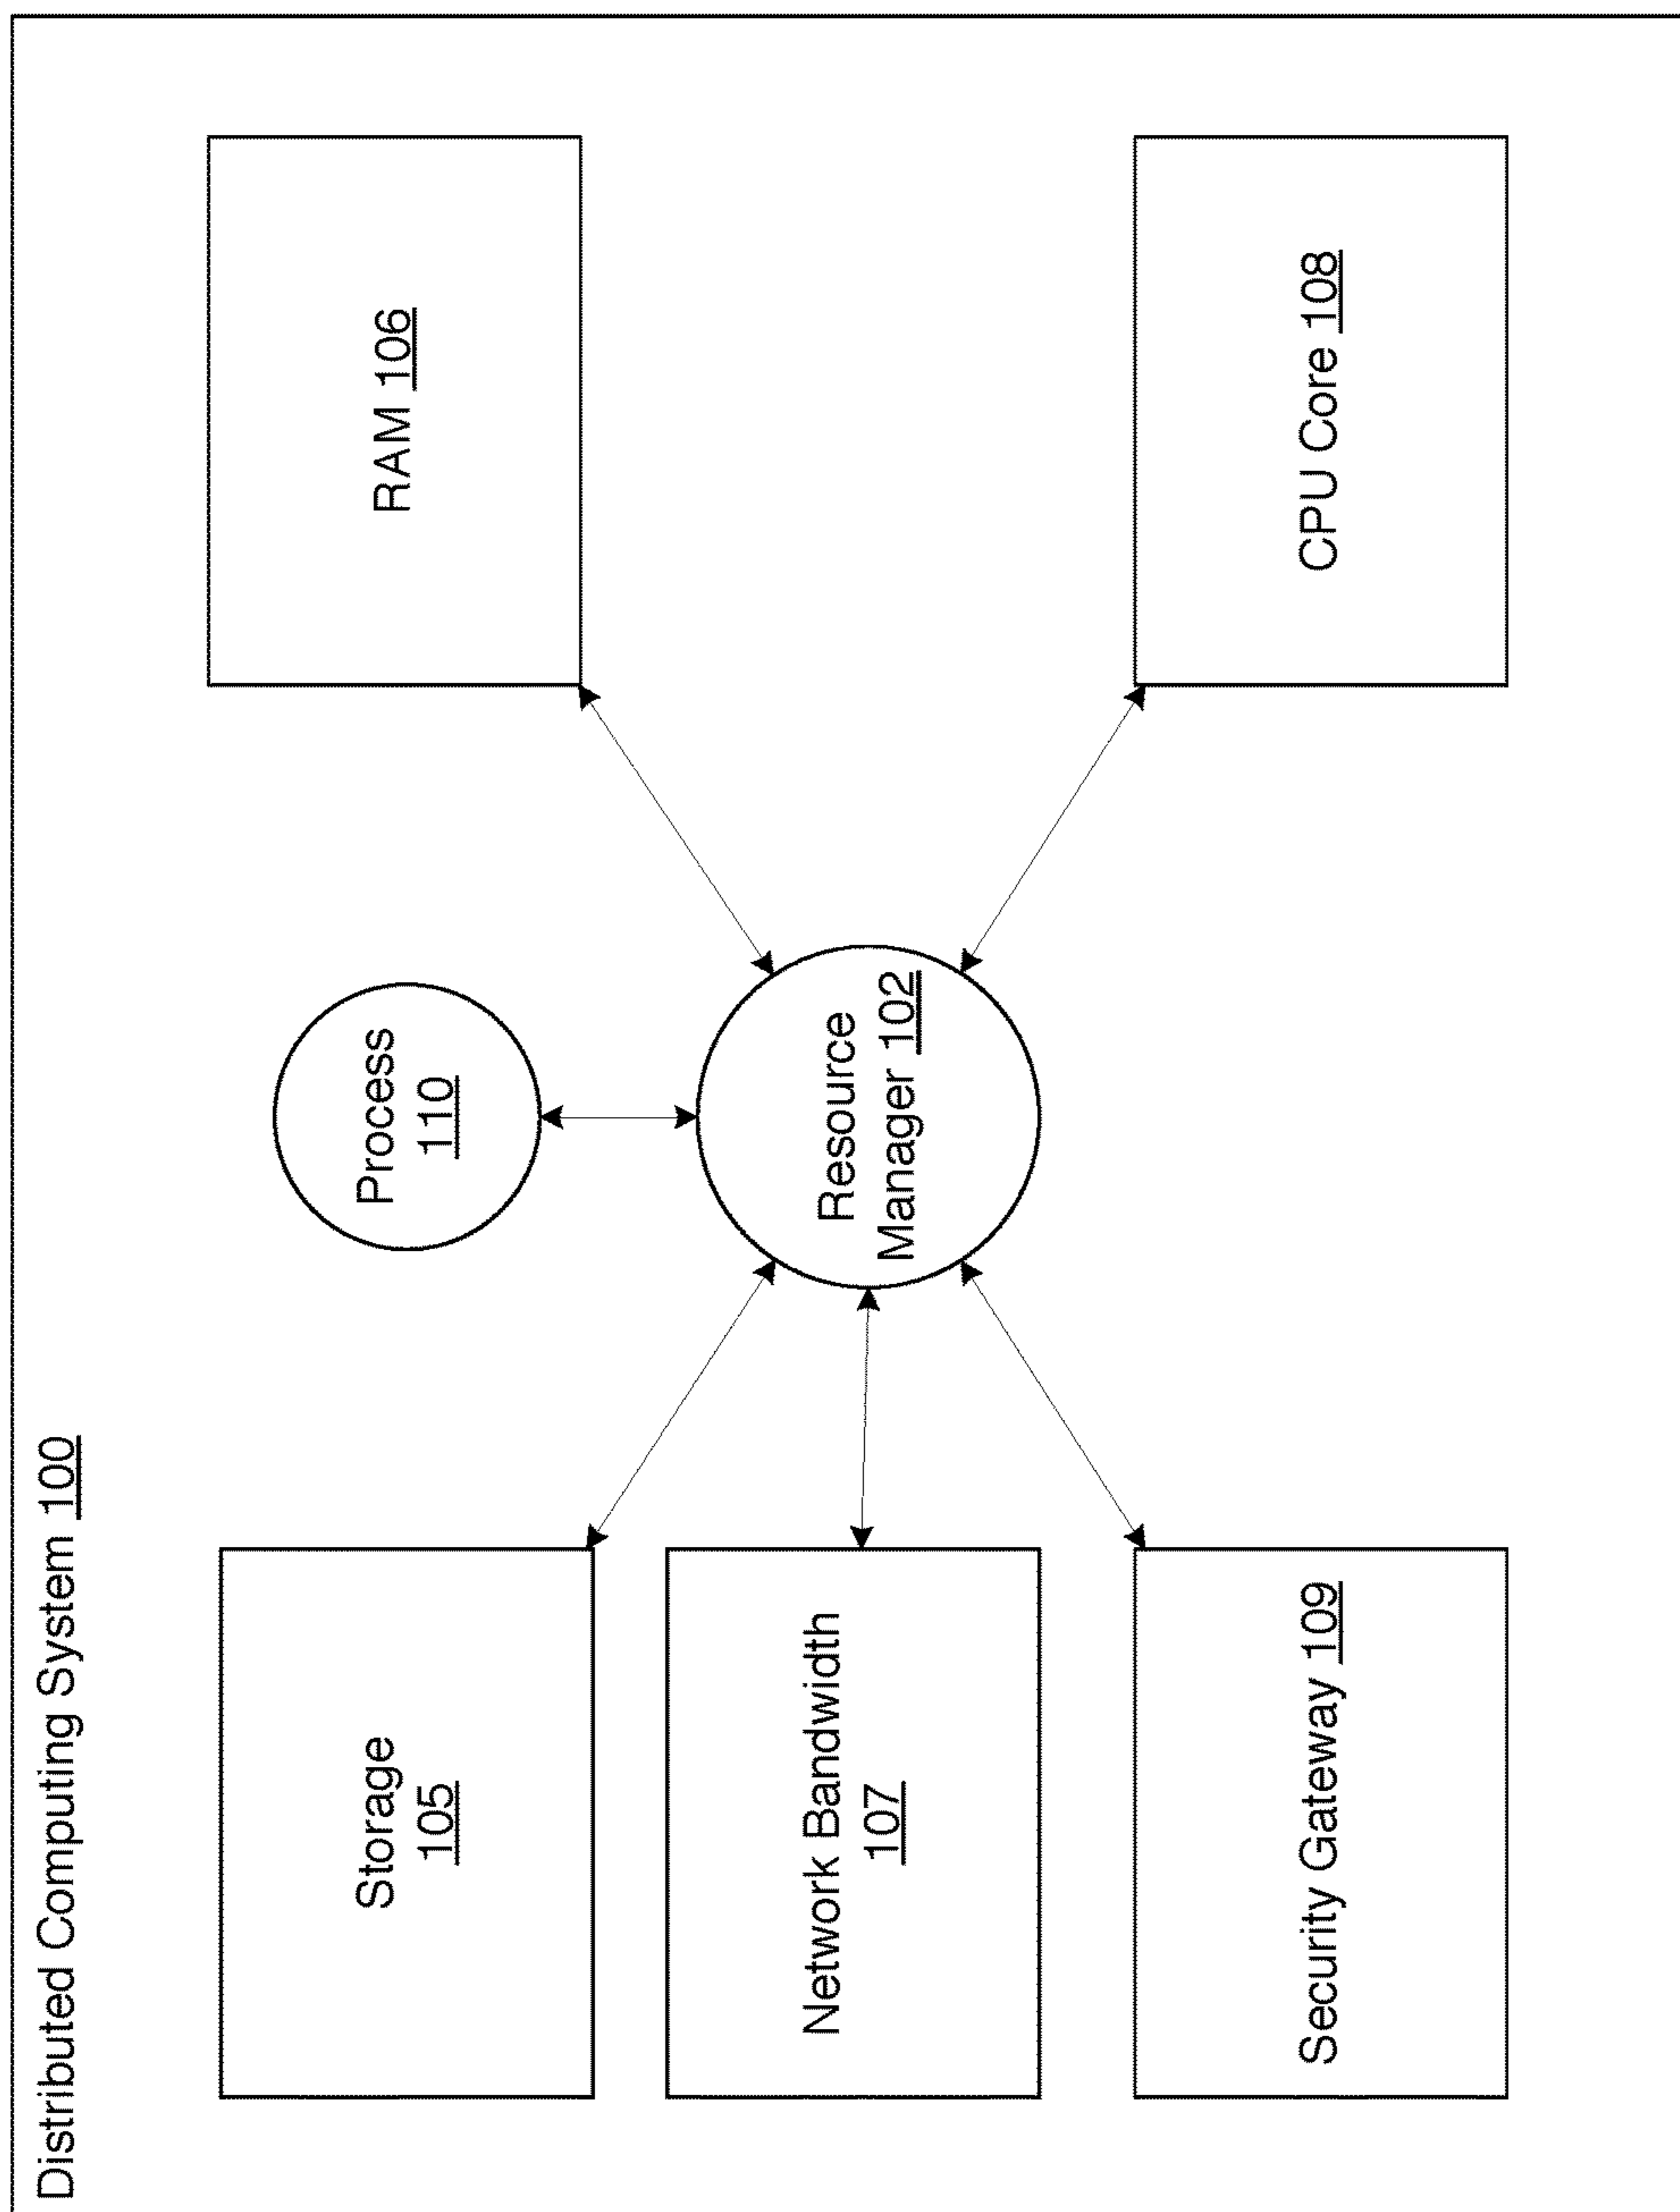 Distributed Computing System 100
Storage
105
Process
110
RAM 106
Network Bandwidth
107
Resource
Manager 102
Security Gateway 109
CPU Core 108